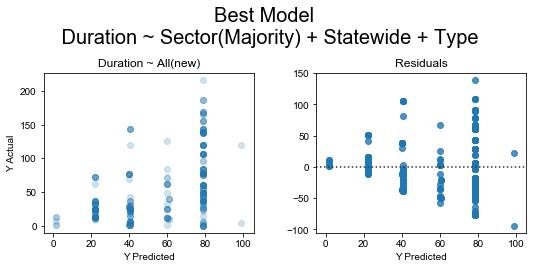 Best Model
Duration ~ Sector(Majority) + Statewide + Type
Duration ~ All(new)
Residuals
Y Actual
200
150
100
50
0
0 20 40 60 80 100
Y Predicted
150
100
50
0
−50
−100
0 20 40 60 80 100
Y Predicted